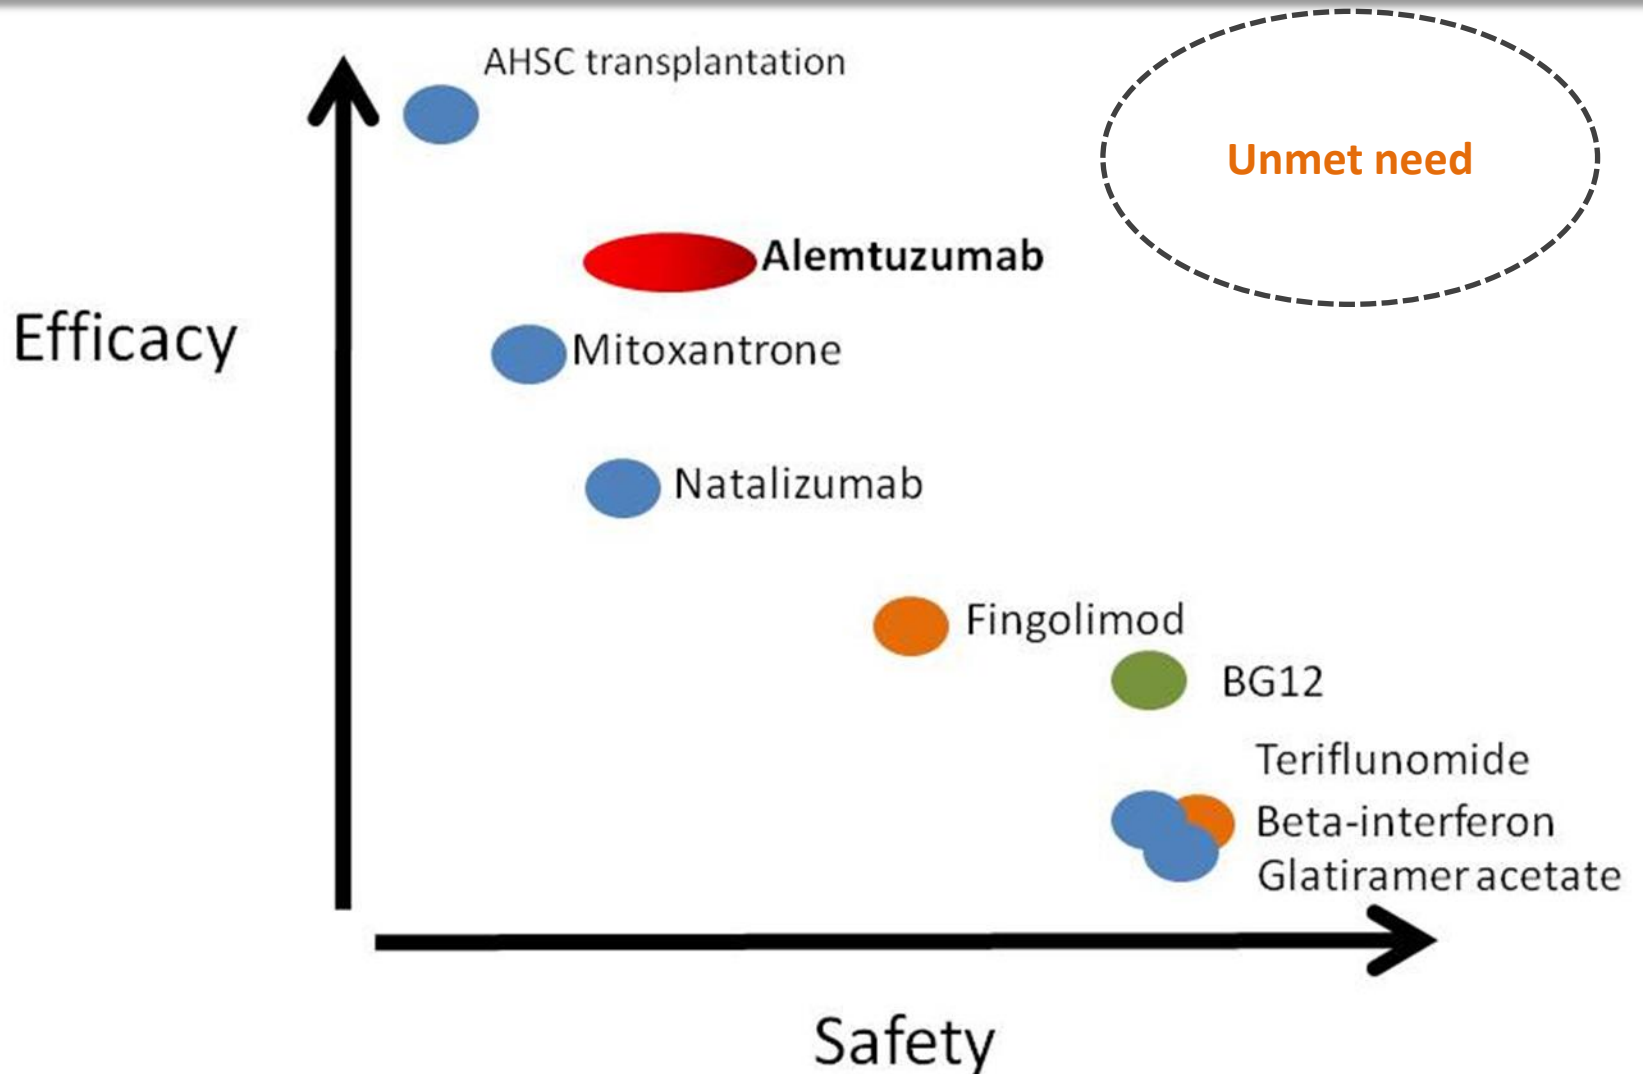 AHSC transplantation
Unmet need
Alemtuzumab
Efficacy
Mitoxantrone
Natalizumab
Fingolimod
BG12
Teriflunomide
Beta-interferon
Glatiramer acetate
Safety